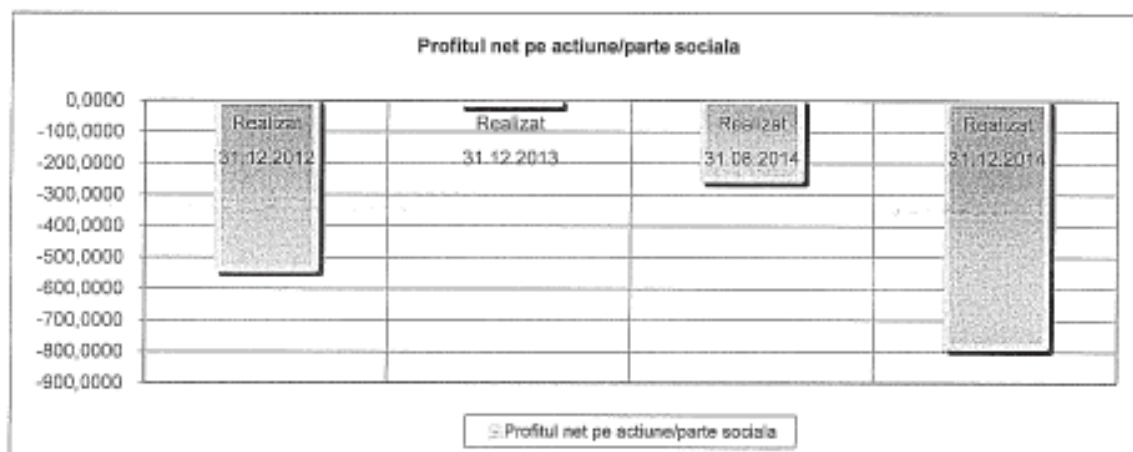 Profitul net pe actiune/parte sociala
0,0000
-100,0000
-200,0000
-300,0000
-400,0000
-500,0000
-600,0000
-700,0000
-800,0000
-900,0000
Realizat
31.12.2012
Realizat
31.12.2013
Realizat
31.08.2014
Realizat
31.12.2014
Profitul net pe actiune/parte sociala